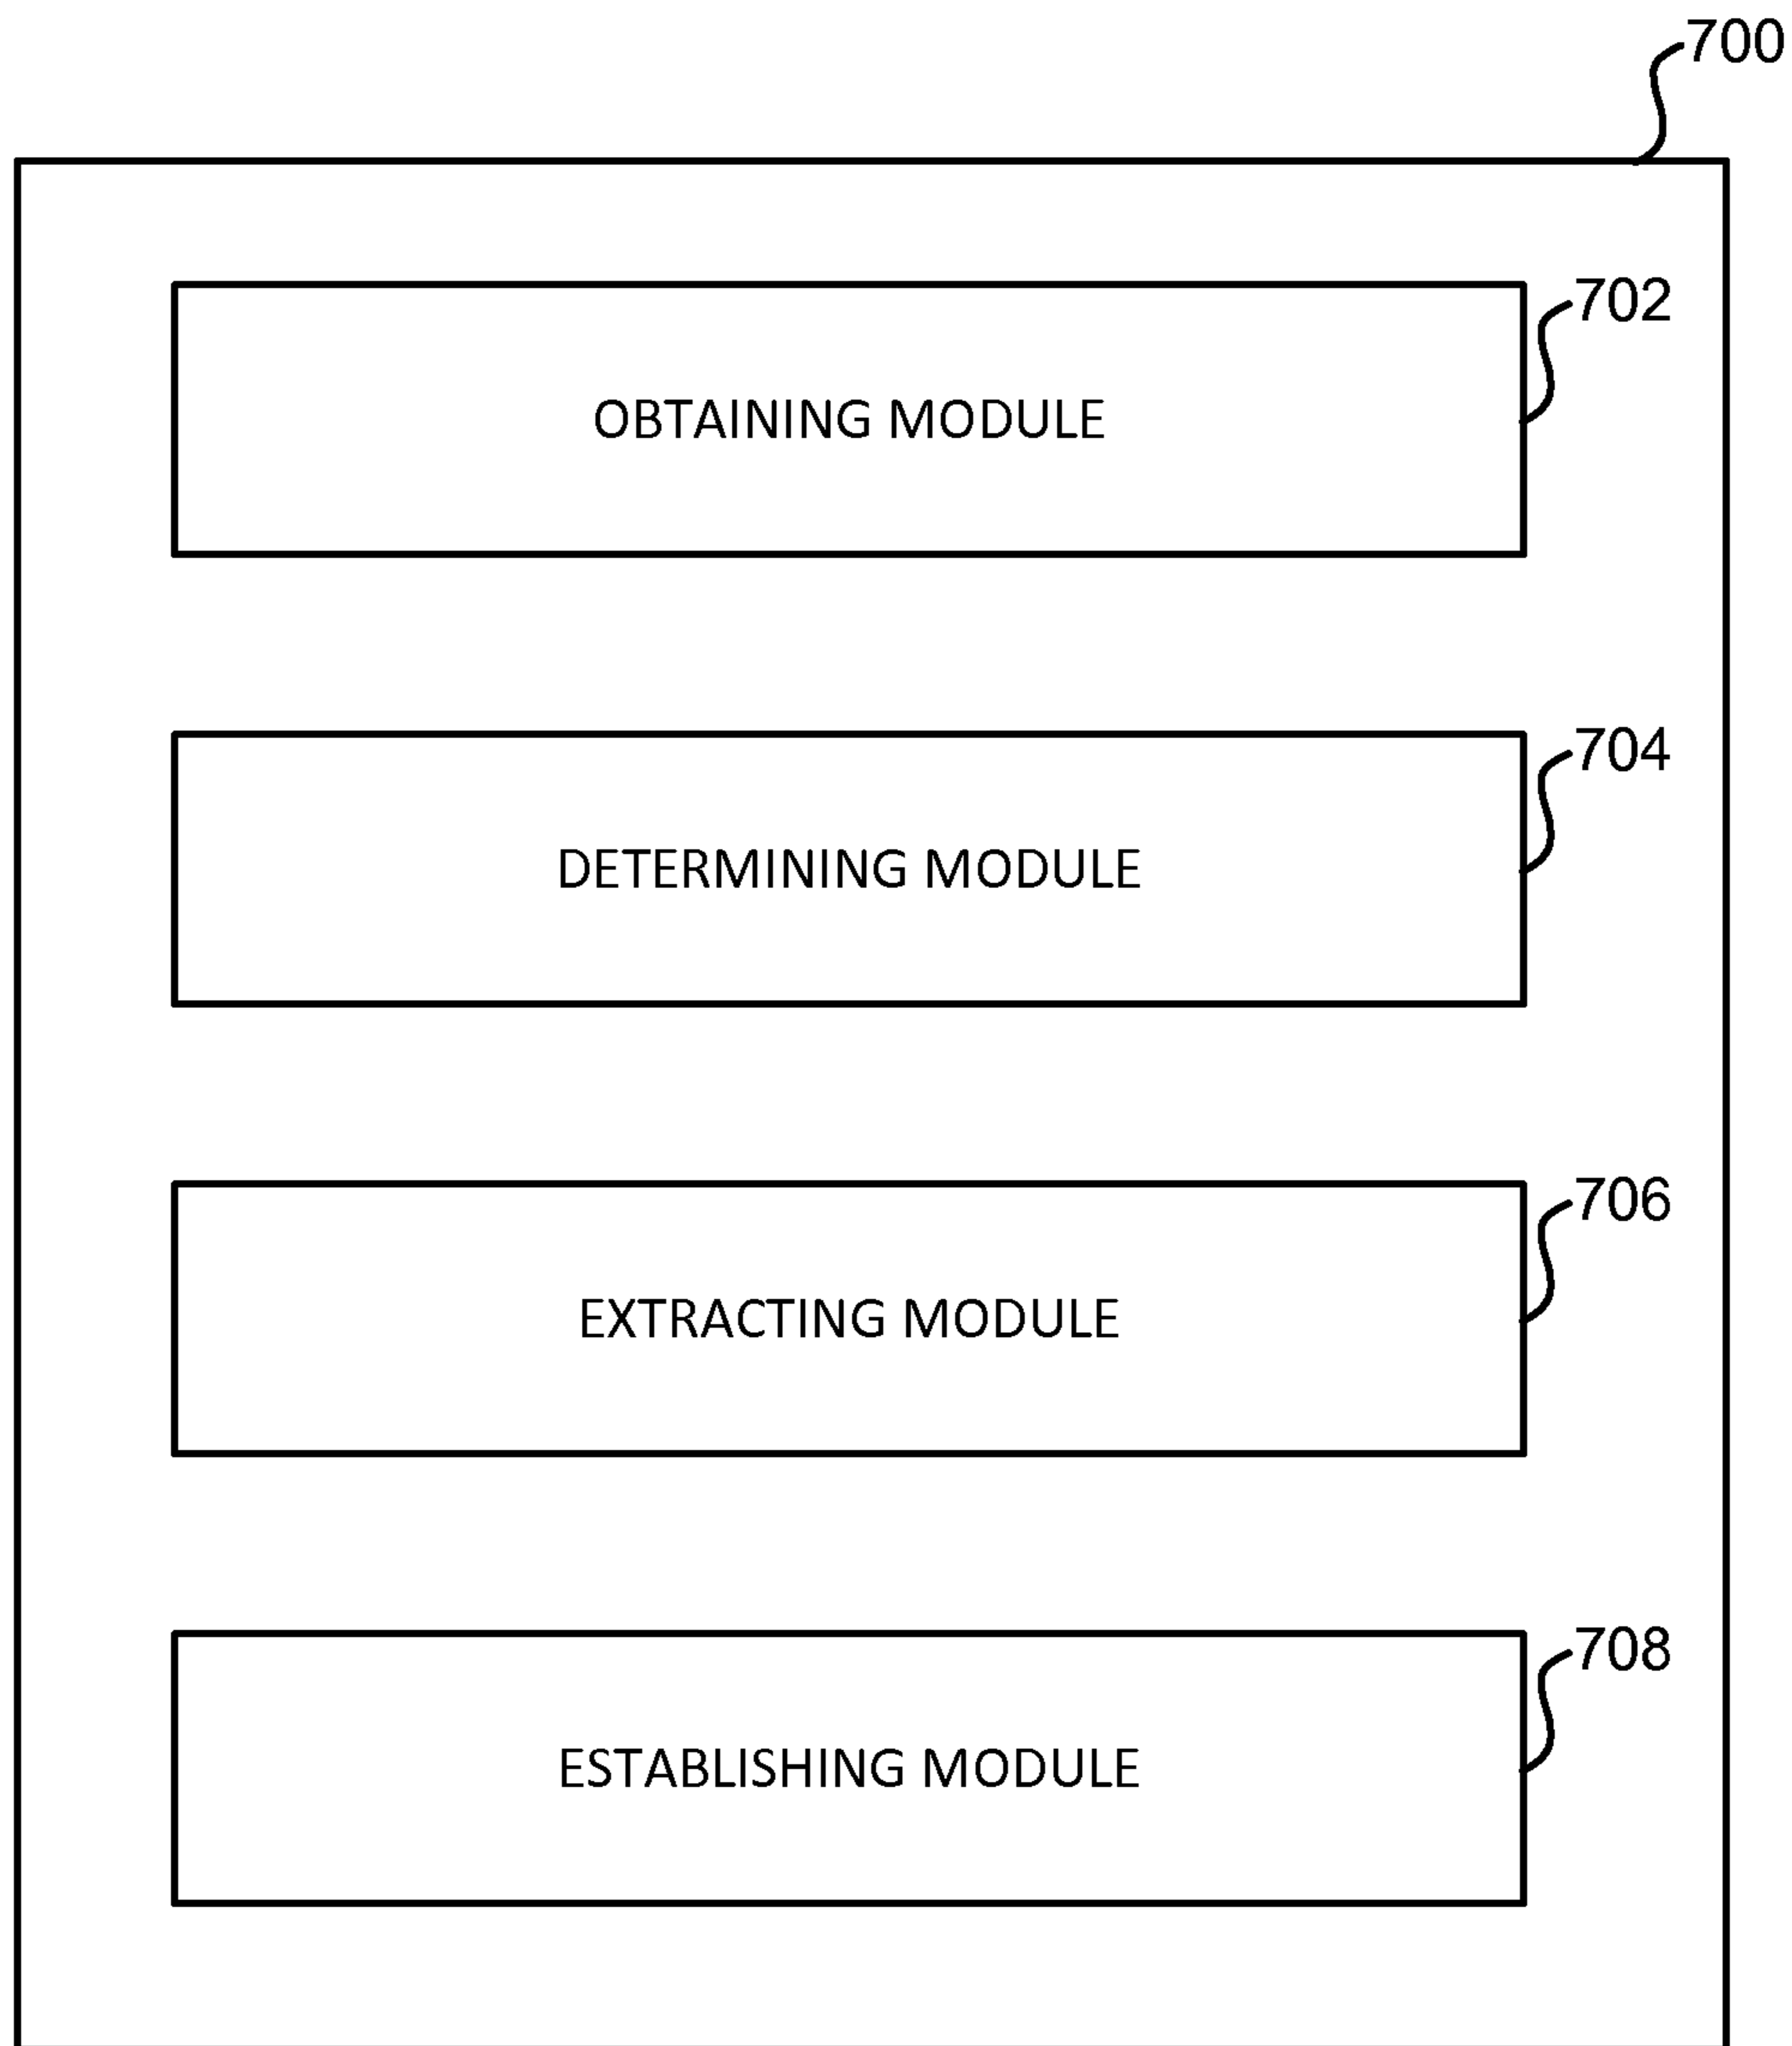 700
702
OBTAINING MODULE
704
DETERMINING MODULE
706
EXTRACTING MODULE
708
ESTABLISHING MODULE